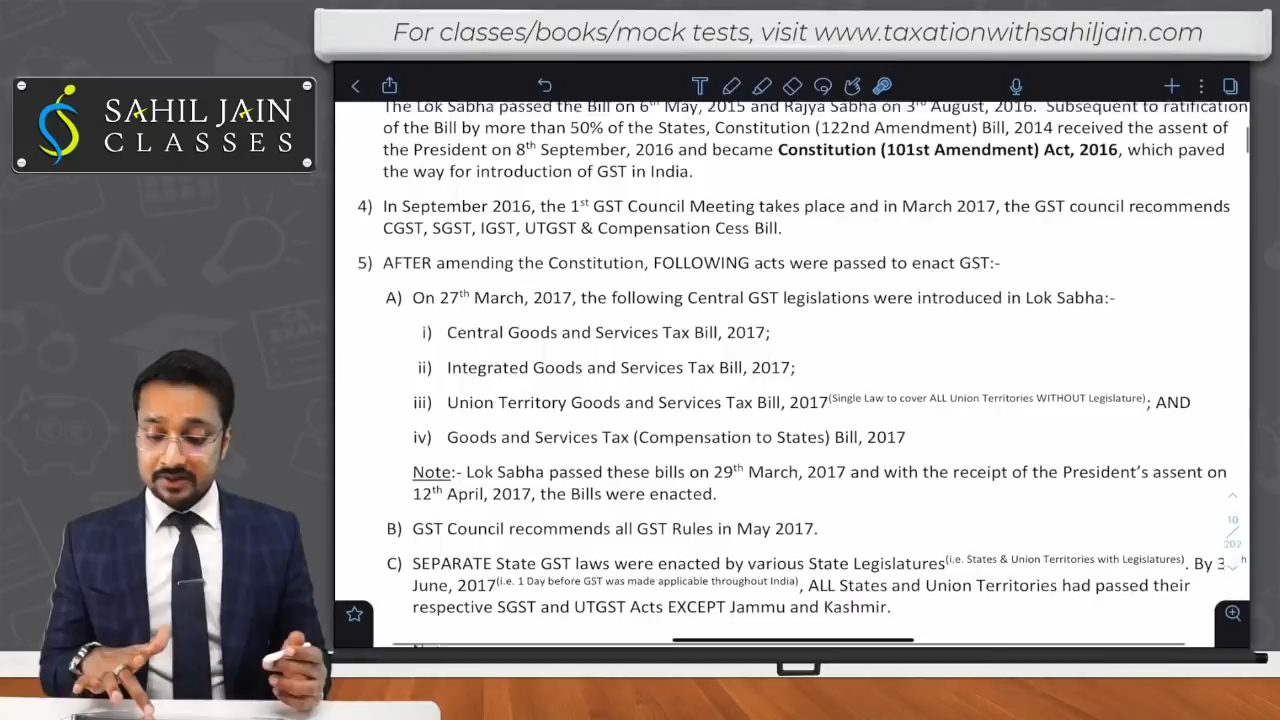 For classes/books/mock tests, visit www.taxationwithsahiljain.com
SAHIL JAIN
CLASSES
The Lok Sabha passed the Bill on 6th May, 2015 and Rajya Sabha on 3rd August, 2016. Subsequent to ratification
of the Bill by more than 50% of the States, Constitution (122nd Amendment) Bill, 2014 received the assent of
the President on 8th September, 2016 and became Constitution (101st Amendment) Act, 2016, which paved
the way for introduction of GST in India.
4) In September 2016, the 1st GST Council Meeting takes place and in March 2017, the GST council recommends
CGST, SGST, IGST, UTGST & Compensation Cess Bill.
5) AFTER amending the Constitution, FOLLOWING acts were passed to enact GST:-
A) On 27th March, 2017, the following Central GST legislations were introduced in Lok Sabha:-
i) Central Goods and Services Tax Bill, 2017;
ii) Integrated Goods and Services Tax Bill, 2017;
iii) Union Territory Goods and Services Tax Bill, 2017(Single Law to cover ALL Union Territories WITHOUT Legislature); AND
iv) Goods and Services Tax (Compensation to States) Bill, 2017
Note:- Lok Sabha passed these bills on 29th March, 2017 and with the receipt of the President's assent on
12th April, 2017, the Bills were enacted.
B) GST Council recommends all GST Rules in May 2017.
C) SEPARATE State GST laws were enacted by various State Legislatures(i.e. States & Union Territories with Legislatures). By
June, 2017(i.e. 1 Day before GST was made applicable throughout India), ALL States and Union Territories had passed their
respective SGST and UTGST Acts EXCEPT Jammu and Kashmir.
10
202